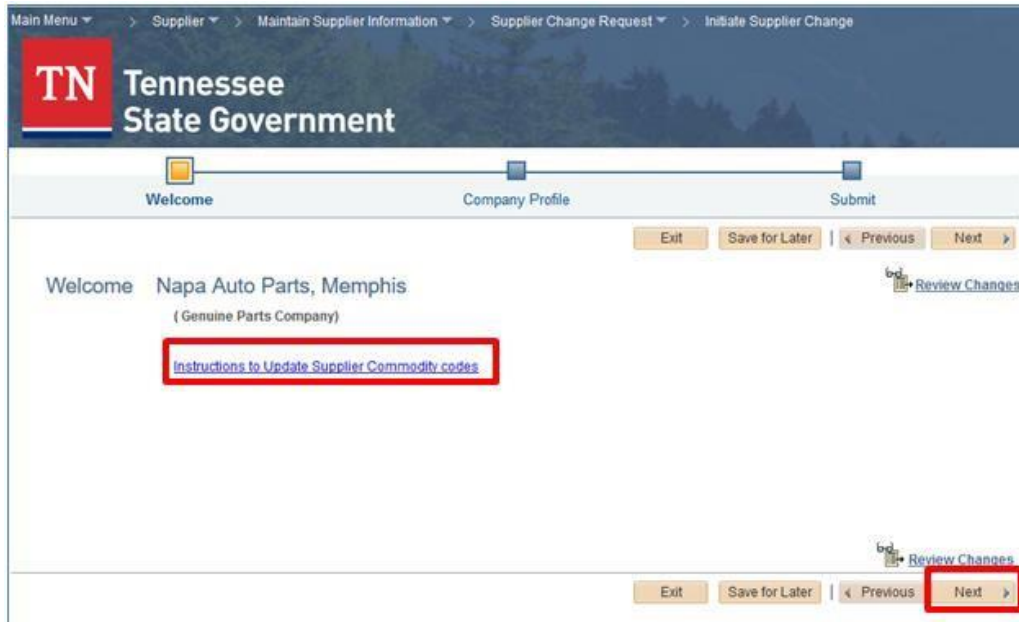 Main Menu > Supplier > Maintain Supplier Information > Supplier Change Request > Initiate Supplier Change
TN Tennessee
State Government
Welcome Company Profile Submit
Exit Save for Later | Previous Next
Welcome Napa Auto Parts, Memphis Review Changes
( Genuine Parts Company)
Instructions to Update Supplier Commodity codes
Review Changes
Exit Save for Later | Previous Next